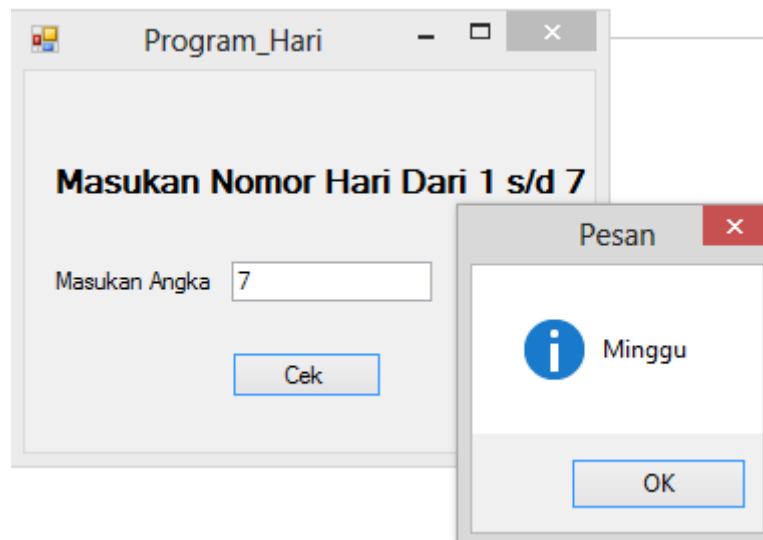 Program_Hari
Masukan Nomor Hari Dari 1 s/d 7
Masukan Angka 7
Cek
Pesan
Minggu
OK